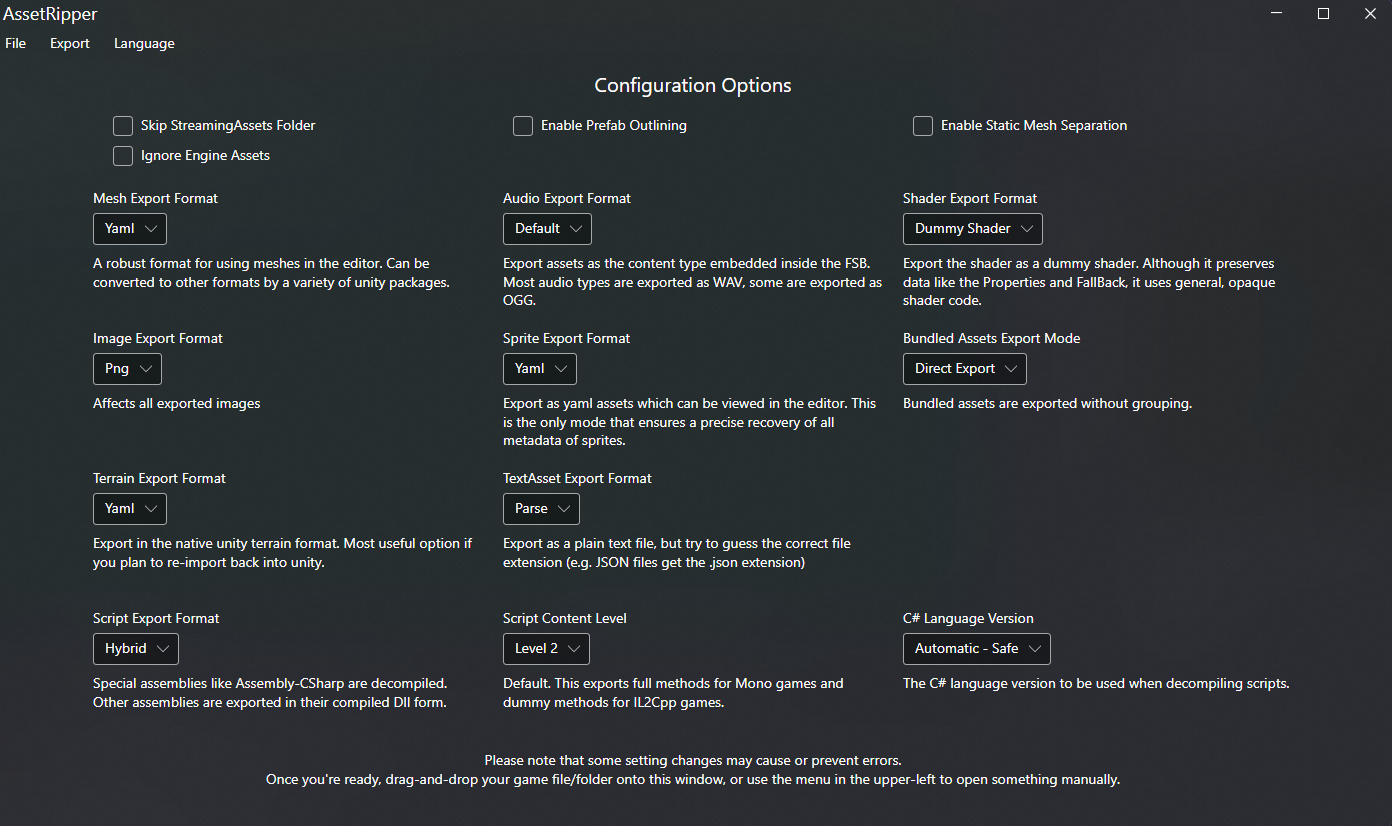 AssetRipper
File Export Language
Configuration Options
Skip StreamingAssets Folder
Enable Prefab Outlining
Enable Static Mesh Separation
Ignore Engine Assets
Mesh Export Format
Yaml
A robust format for using meshes in the editor. Can be
converted to other formats by a variety of unity packages.
Audio Export Format
Default
Export assets as the content type embedded inside the FSB.
Most audio types are exported as WAV, some are exported as
OGG.
Shader Export Format
Dummy Shader
Export the shader as a dummy shader. Although it preserves
data like the Properties and FallBack, it uses general, opaque
shader code.
Image Export Format
Png
Affects all exported images
Sprite Export Format
Yaml
Export as yaml assets which can be viewed in the editor. This
is the only mode that ensures a precise recovery of all
metadata of sprites.
Bundled Assets Export Mode
Direct Export
Bundled assets are exported without grouping.
Terrain Export Format
Yaml
Export in the native unity terrain format. Most useful option if
you plan to re-import back into unity.
TextAsset Export Format
Parse
Export as a plain text file, but try to guess the correct file
extension (e.g. JSON files get the .json extension)
Script Export Format
Hybrid
Special assemblies like Assembly-CSharp are decompiled.
Other assemblies are exported in their compiled Dll form.
Script Content Level
Level 2
Default. This exports full methods for Mono games and
dummy methods for IL2Cpp games.
C# Language Version
Automatic - Safe
The C# language version to be used when decompiling scripts.
Please note that some setting changes may cause or prevent errors.
Once you're ready, drag-and-drop your game file/folder onto this window, or use the menu in the upper-left to open something manually.